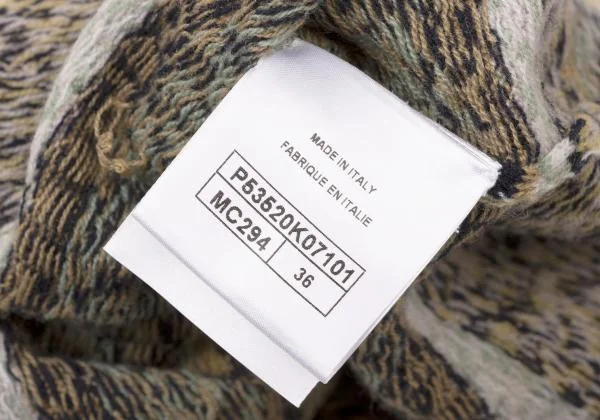 MADE IN ITALY
FABRIQUE EN ITALIE
P53520K07101
MC294 36